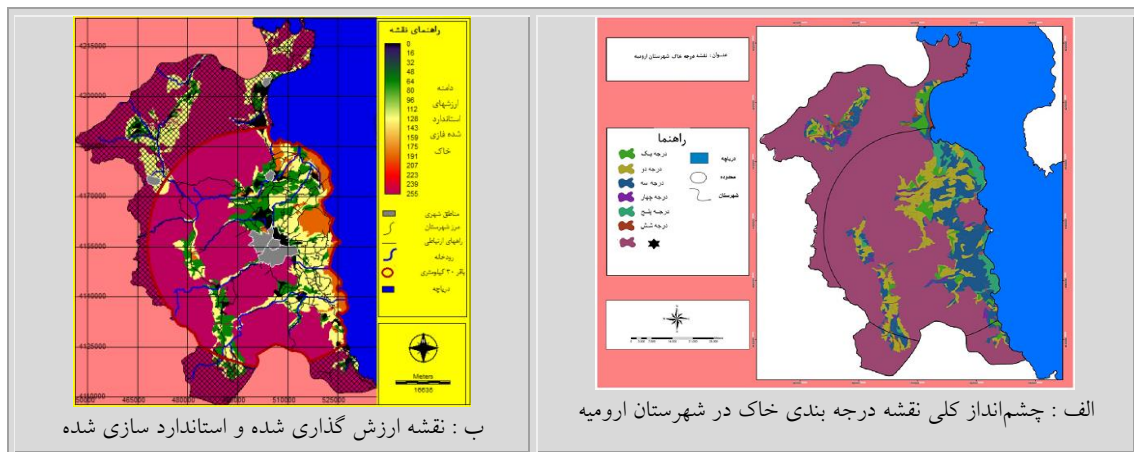 عنوان: نقشه درجه خاک شهرستان ارومیه
راهنما
درجه یک
درجه دو
درجه سه
درجه چهار
درجه پنج
درجه شش
دریاچه
محدوده
شهرستان
الف : چشم‌انداز کلی نقشه درجه بندی خاک در شهرستان ارومیه
راهنمای نقشه
0
16
32
48
64
80
96
112
128
143
159
175
191
207
223
239
255
دامنه
ارزشهای
استاندارد
شده فازی
خاک
مناطق شهری
مرز شهرستان
راههای ارتباطی
رودخانه
بافر ۳۰ کیلومتری
دریاچه
Meters
16638
4215000
4200000
4170000
4125000
465000
480000
510000
525000
ب : نقشه ارزش گذاری شده و استاندارد سازی شده